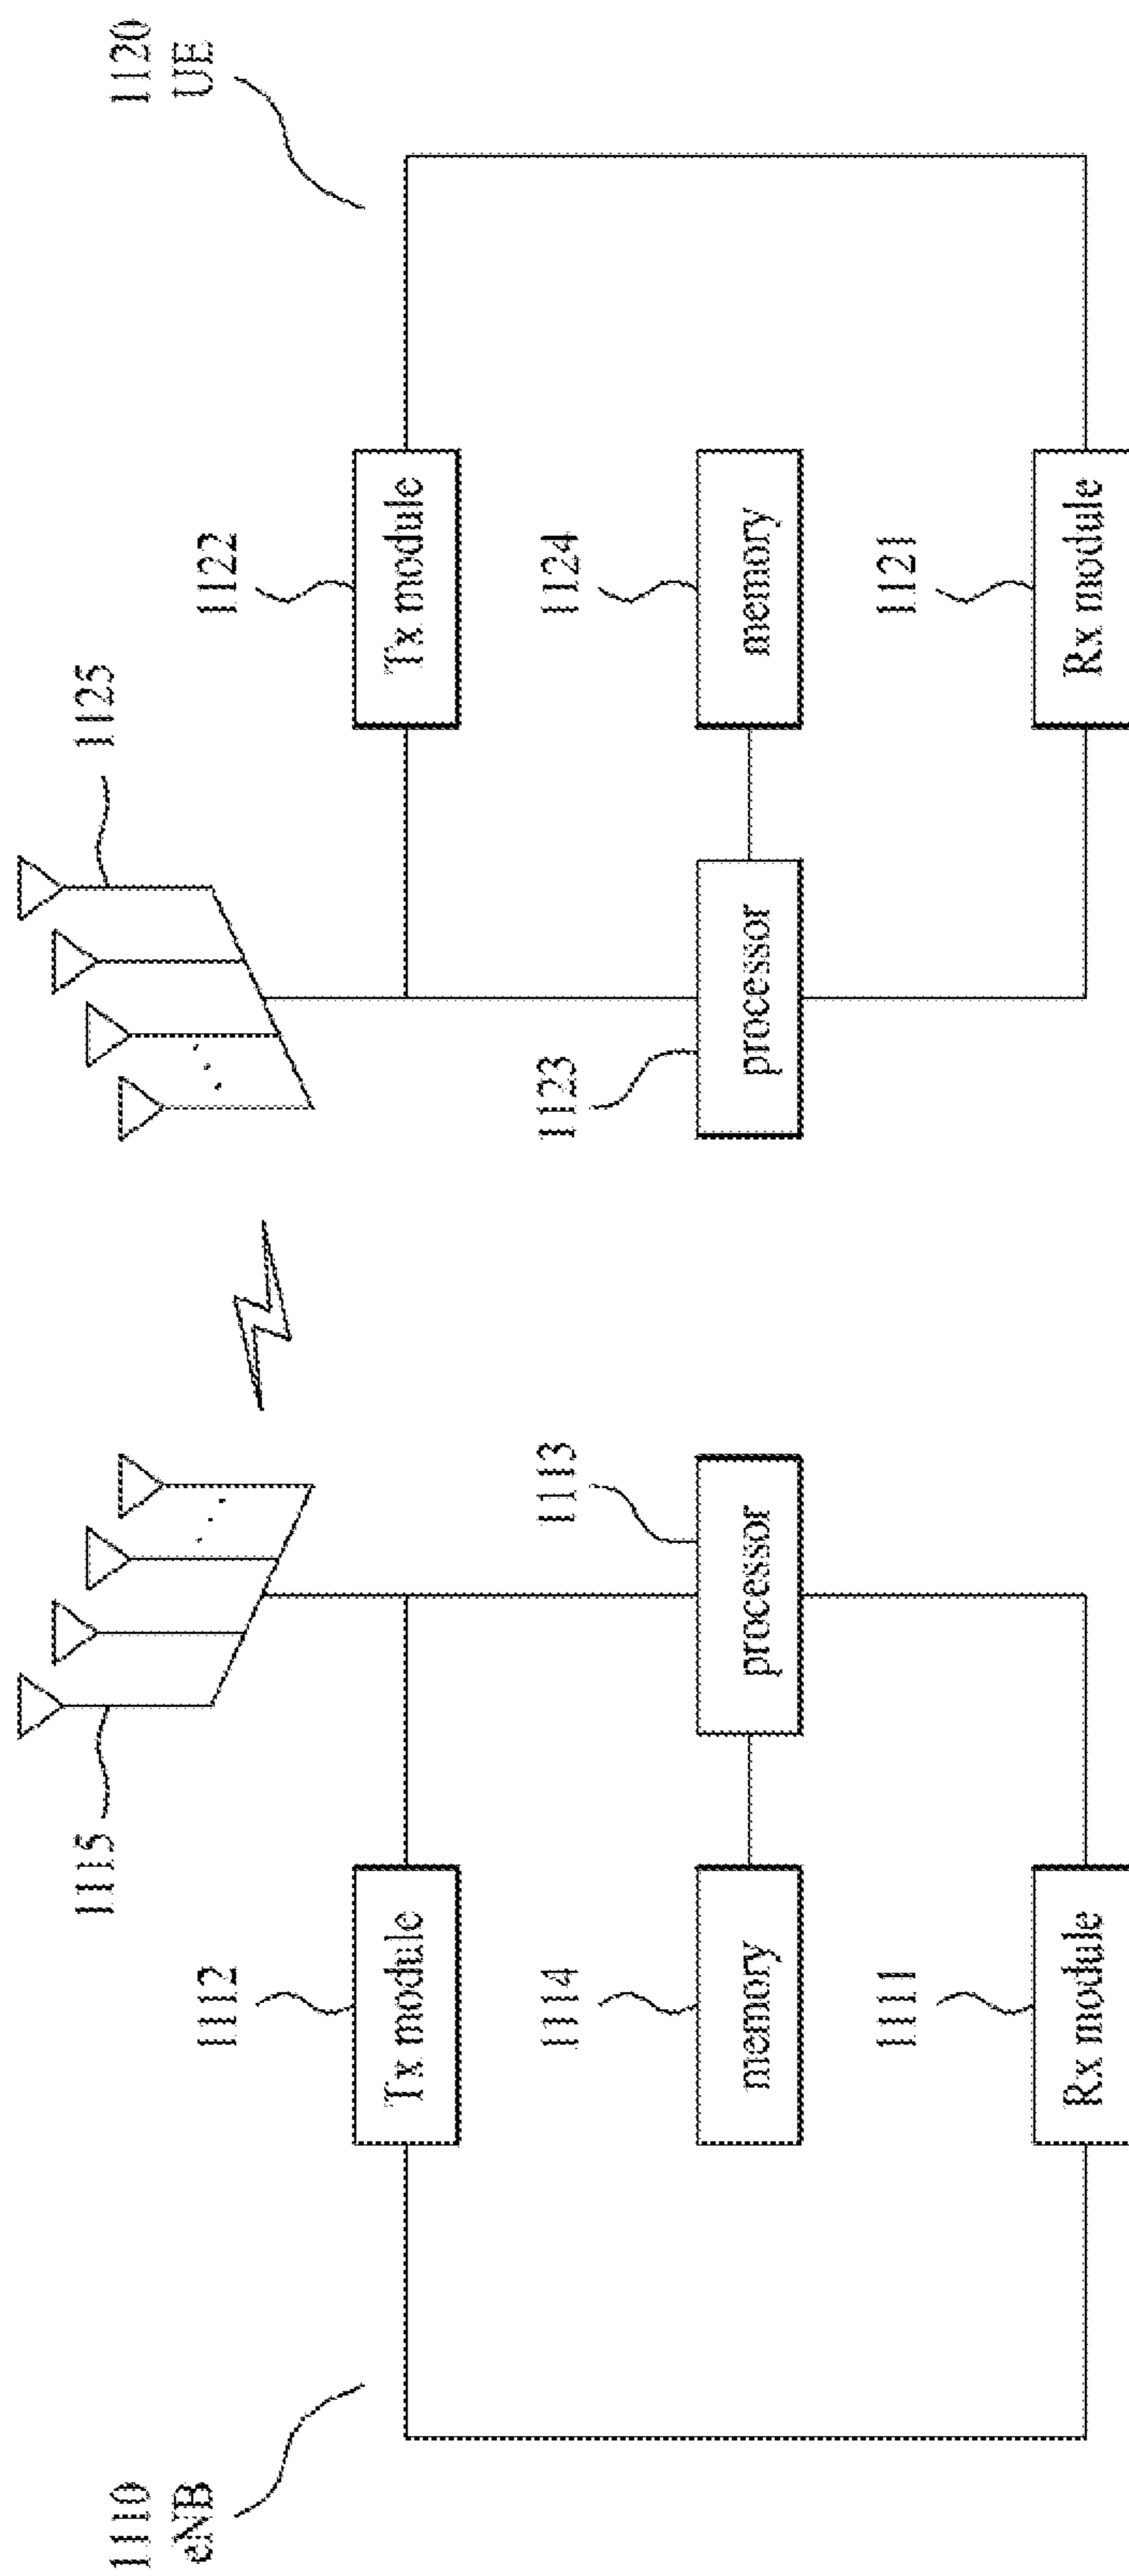 1110
eNB
1115
1112
Tx module
1114
memory
1113
processor
1111
Rx module
1120
UE
1125
1122
Tx module
1123
processor
1124
memory
1121
Rx module